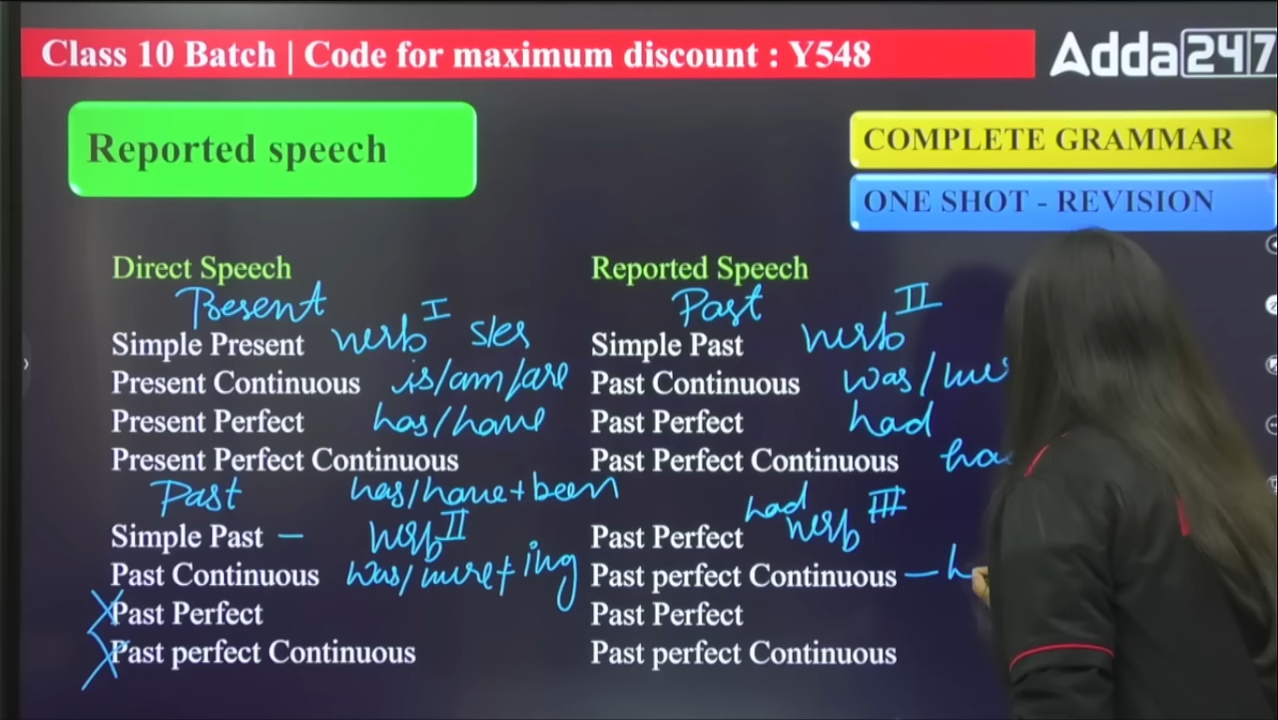 Class 10 Batch | Code for maximum discount : Y548
Adda247
Reported speech
COMPLETE GRAMMAR
ONE SHOT - REVISION
Direct Speech Reported Speech
Present Past
Simple Present verb I s/es Simple Past verb II
Present Continuous is/am/are Past Continuous was/
Present Perfect has/have Past Perfect had
Present Perfect Continuous Past Perfect Continuous
Past has/have+been
Simple Past – verb II Past Perfect had verb III
Past Continuous was/were+ing Past perfect Continuous –
Past Perfect Past Perfect
Past perfect Continuous Past perfect Continuous